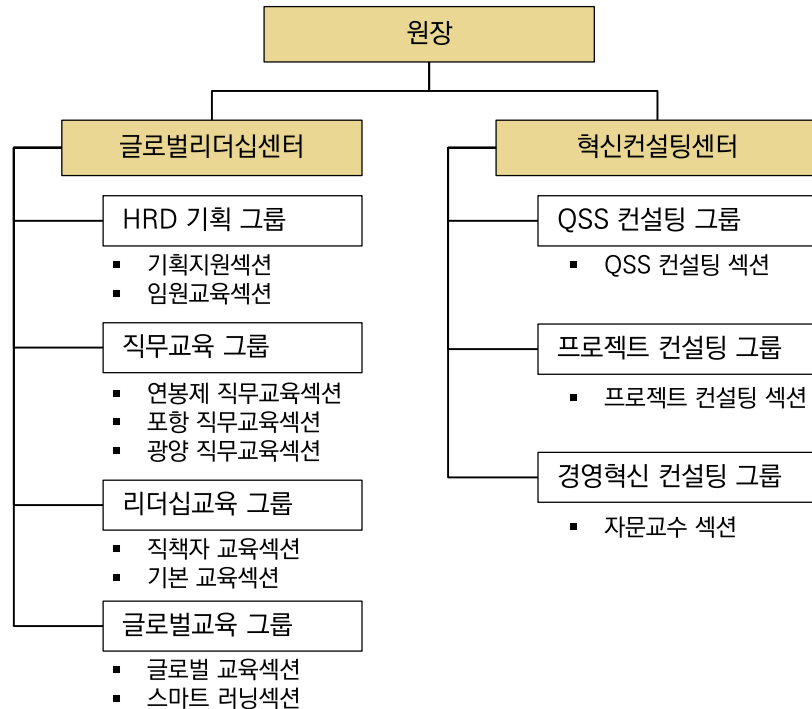 원장
글로벌리더십센터
HRD 기획 그룹
▪ 기획지원섹션
▪ 임원교육섹션
직무교육 그룹
▪ 연봉제 직무교육섹션
▪ 포항 직무교육섹션
▪ 광양 직무교육섹션
리더십교육 그룹
▪ 직책자 교육섹션
▪ 기본 교육섹션
글로벌교육 그룹
▪ 글로벌 교육섹션
▪ 스마트 러닝섹션
혁신컨설팅센터
QSS 컨설팅 그룹
▪ QSS 컨설팅 섹션
프로젝트 컨설팅 그룹
▪ 프로젝트 컨설팅 섹션
경영혁신 컨설팅 그룹
▪ 자문교수 섹션